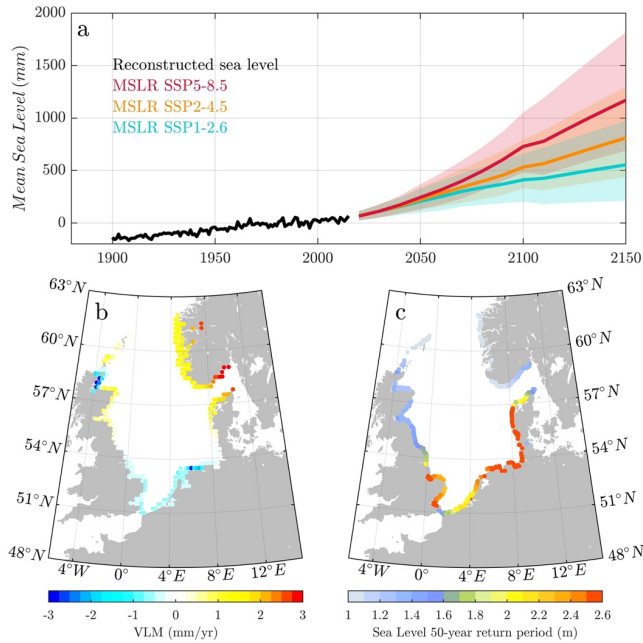 2000
a
Reconstructed sea level
MSLR SSP5-8.5
MSLR SSP2-4.5
MSLR SSP1-2.6
1500
1000
500
0
Mean Sea Level (mm)
1900
1950
2000
2050
2100
2150
63°N
b
60°N
57°N
54°N
51°N
48°N
4°W
0°
4°E
8°E
12°E
-3
-2
-1
0
1
2
3
VLM (mm/yr)
63°N
c
60°N
57°N
54°N
51°N
48°N
4°W
0°
4°E
8°E
12°E
1
1.2
1.4
1.6
1.8
2
2.2
2.4
2.6
Sea Level 50-year return period (m)